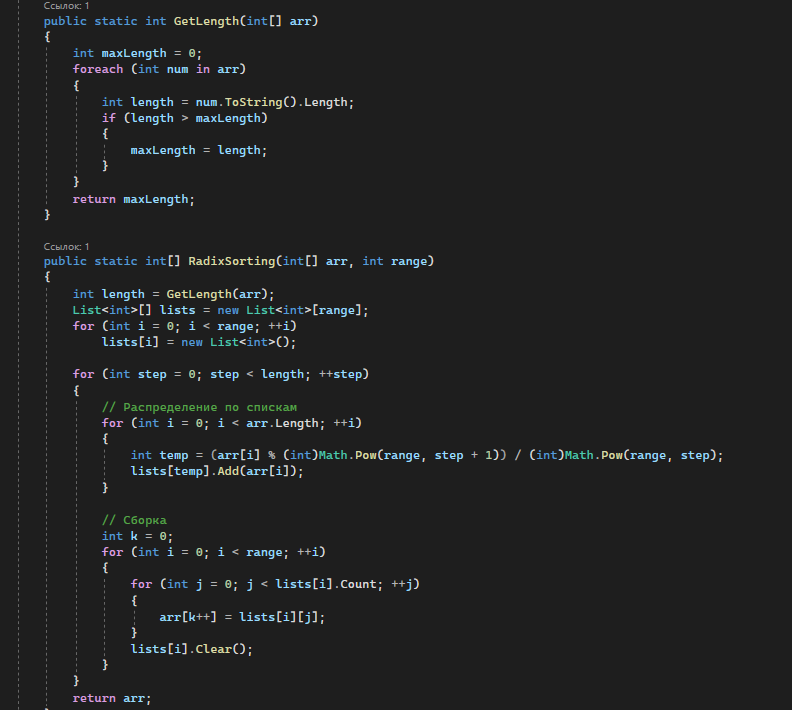 Ссылок: 1
public static int GetLength(int[] arr)
{
int maxLength = 0;
foreach (int num in arr)
{
int length = num.ToString().Length;
if (length > maxLength)
{
maxLength = length;
}
}
return maxLength;
}
Ссылок: 1
public static int[] RadixSorting(int[] arr, int range)
{
int length = GetLength(arr);
List<int>[] lists = new List<int>[range];
for (int i = 0; i < range; ++i)
lists[i] = new List<int>();
for (int step = 0; step < length; ++step)
{
// Распределение по спискам
for (int i = 0; i < arr.Length; ++i)
{
int temp = (arr[i] % (int)Math.Pow(range, step + 1)) / (int)Math.Pow(range, step);
lists[temp].Add(arr[i]);
}
// Сборка
int k = 0;
for (int i = 0; i < range; ++i)
{
for (int j = 0; j < lists[i].Count; ++j)
{
arr[k++] = lists[i][j];
}
lists[i].Clear();
}
}
return arr;